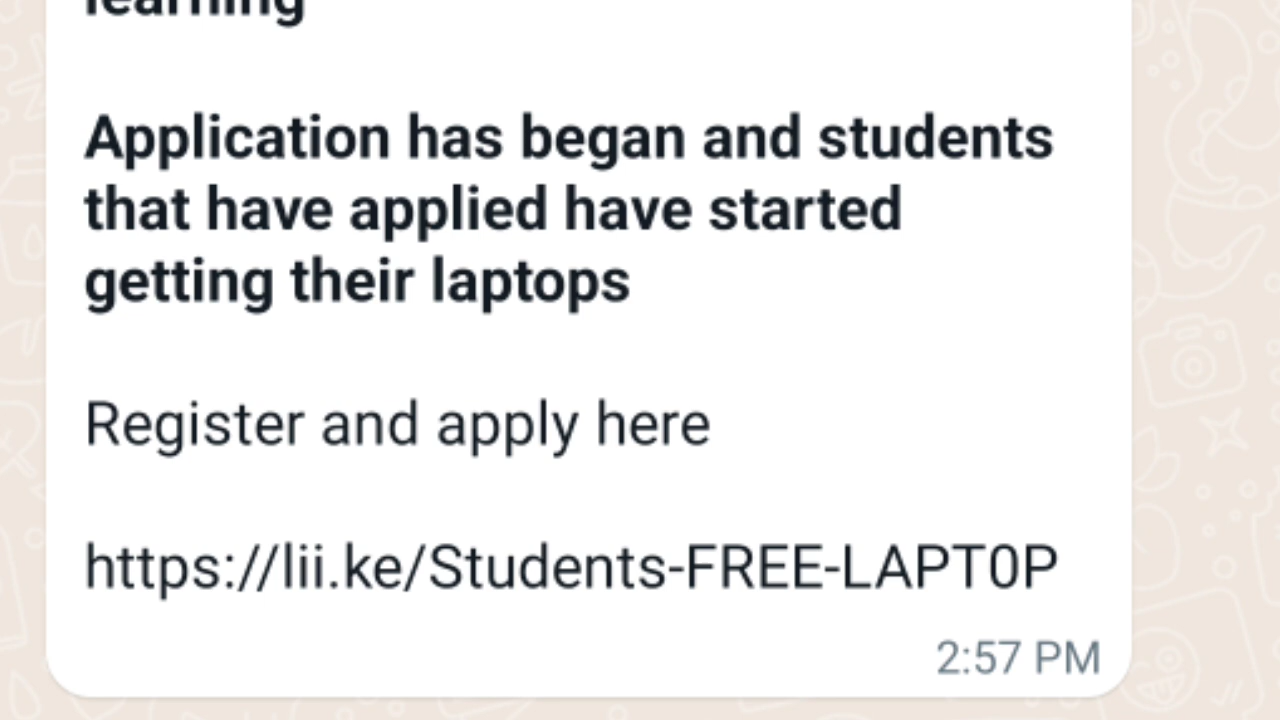 learning
Application has began and students
that have applied have started
getting their laptops
Register and apply here
https://lii.ke/Students-FREE-LAPT0P
2:57 PM